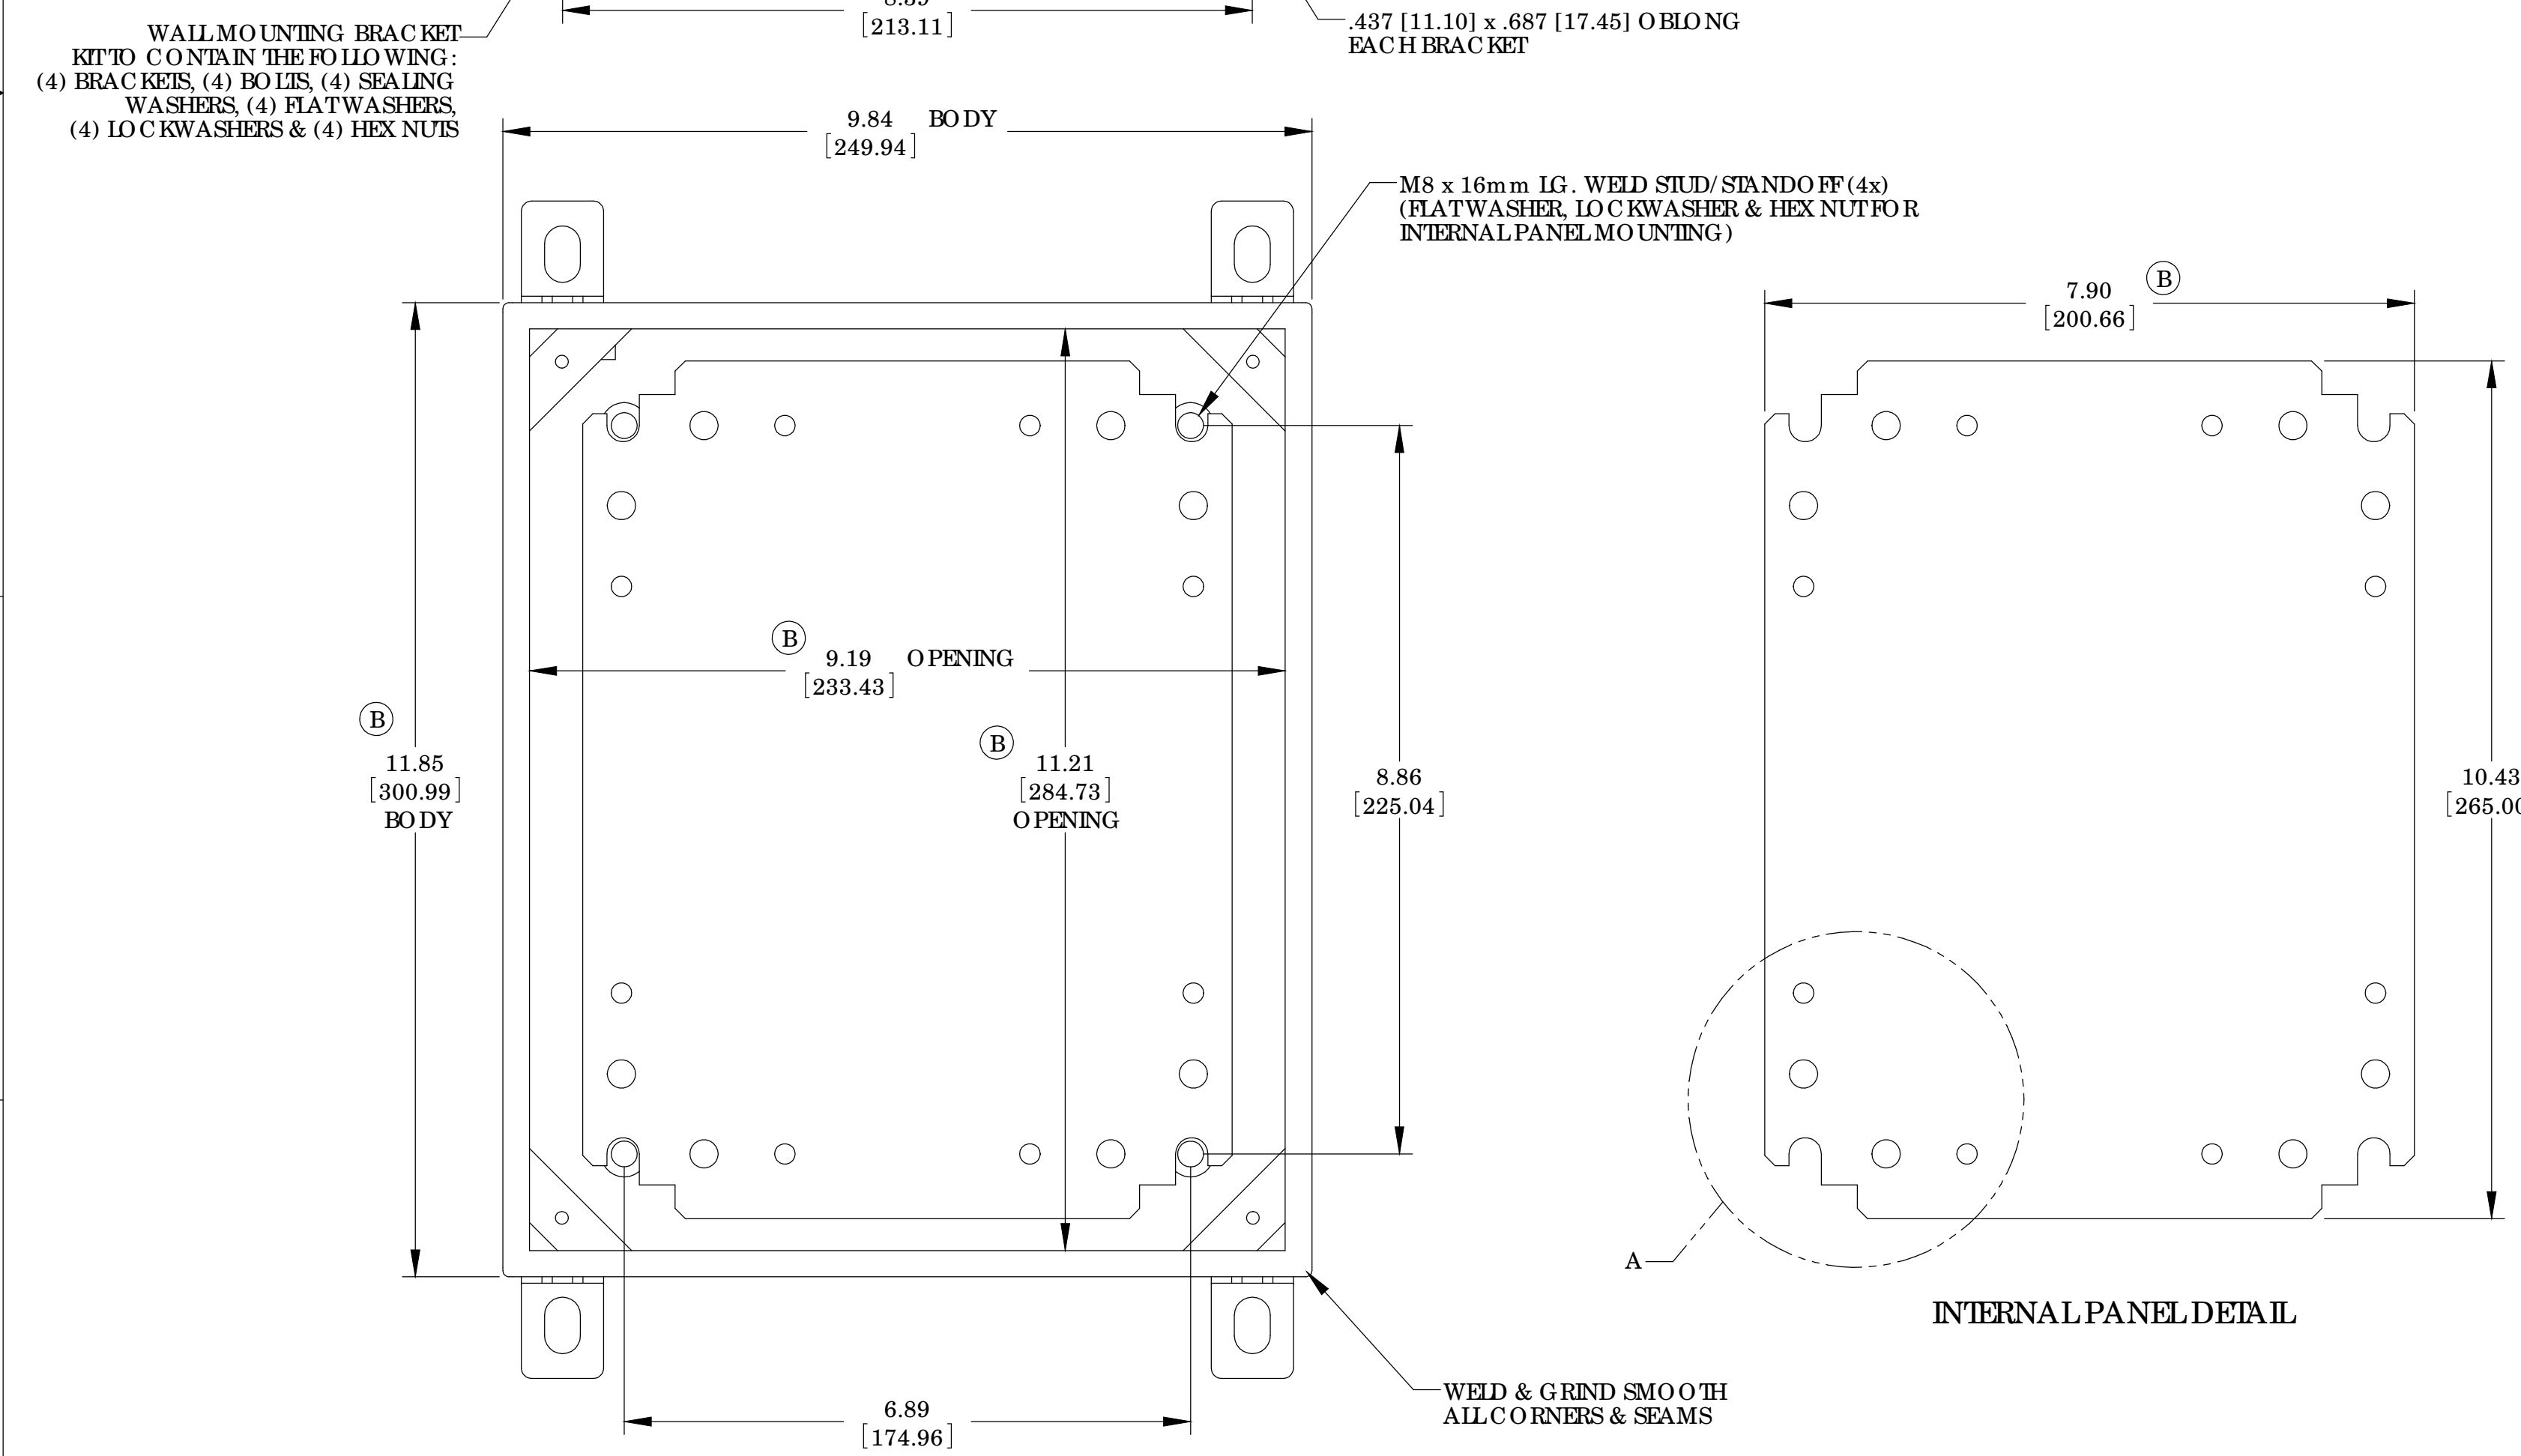 [213.11]
.437 [11.10] x .687 [17.45] OBLONG
EACH BRACKET
WALL MOUNTING BRACKET
KIT TO CONTAIN THE FOLLOWING:
(4) BRACKETS, (4) BOLTS, (4) SEALING
WASHERS, (4) FLAT WASHERS,
(4) LOCKWASHERS & (4) HEX NUTS
9.84 BODY
[249.94]
M8 x 16mm LG. WELD STUD/STANDOFF (4x)
(FLAT WASHER, LOCKWASHER & HEX NUT FOR
INTERNAL PANEL MOUNTING)
B
7.90
[200.66]
B
9.19 OPENING
[233.43]
B
11.85
[300.99]
BODY
B
11.21
[284.73]
OPENING
8.86
[225.04]
10.43
[265.00
A
INTERNAL PANEL DETAIL
WELD & GRIND SMOOTH
ALL CORNERS & SEAMS
6.89
[174.96]